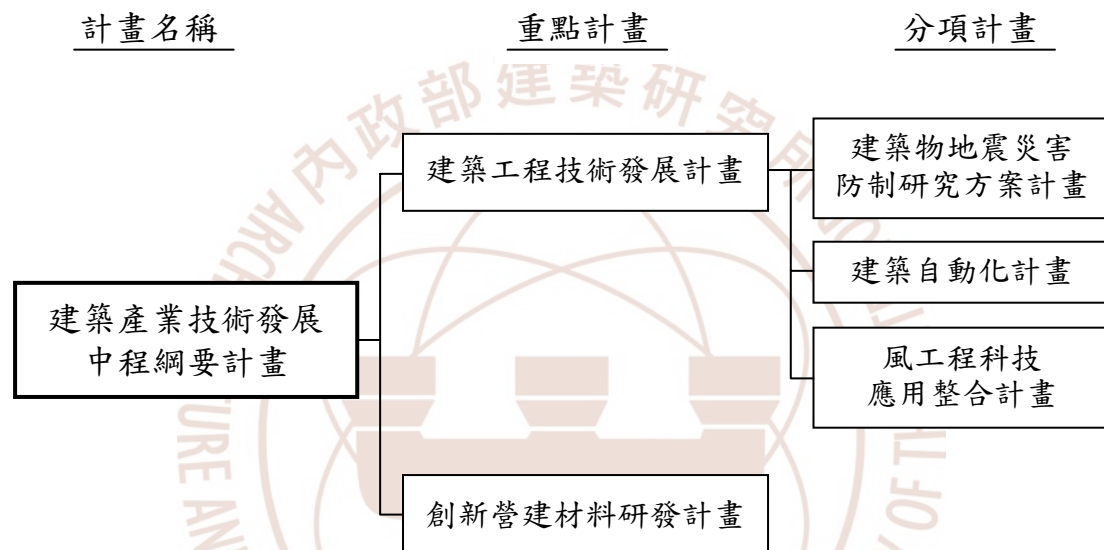 計畫名稱
重點計畫
分項計畫
內政部建築研究所
建築工程技術發展計畫
建築物地震災害
防制研究方案計畫
建築自動化計畫
建築產業技術發展
中程綱要計畫
風工程科技
應用整合計畫
創新營建材料研發計畫